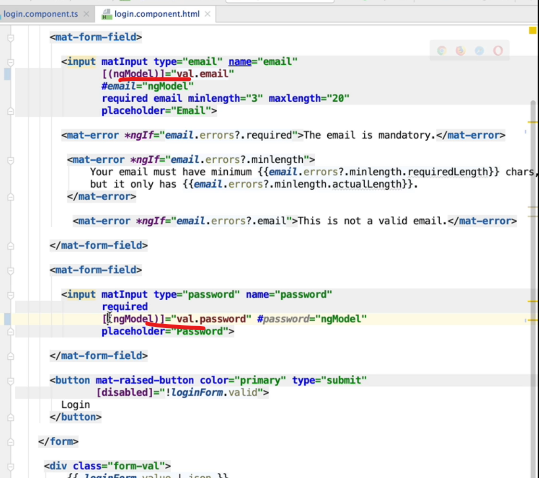 login.component.ts × login.component.html ×
<mat-form-field>
<input matInput type="email" name="email"
[(ngModel)]="val.email"
#email="ngModel"
required email minlength="3" maxlength="20"
placeholder="Email">
<mat-error *ngIf="email.errors?.required">The email is mandatory.</mat-error>
<mat-error *ngIf="email.errors?.minlength">
Your email must have minimum {{email.errors?.minlength.requiredLength}} chars,
but it only has {{email.errors?.minlength.actualLength}}.
</mat-error>
<mat-error *ngIf="email.errors?.email">This is not a valid email.</mat-error>
</mat-form-field>
<mat-form-field>
<input matInput type="password" name="password"
required
[(ngModel)]="val.password" #password="ngModel"
placeholder="Password">
</mat-form-field>
<button mat-raised-button color="primary" type="submit"
[disabled]="!loginForm.valid">
Login
</button>
</form>
<div class="form-val">
{{ loginForm.value | json }}